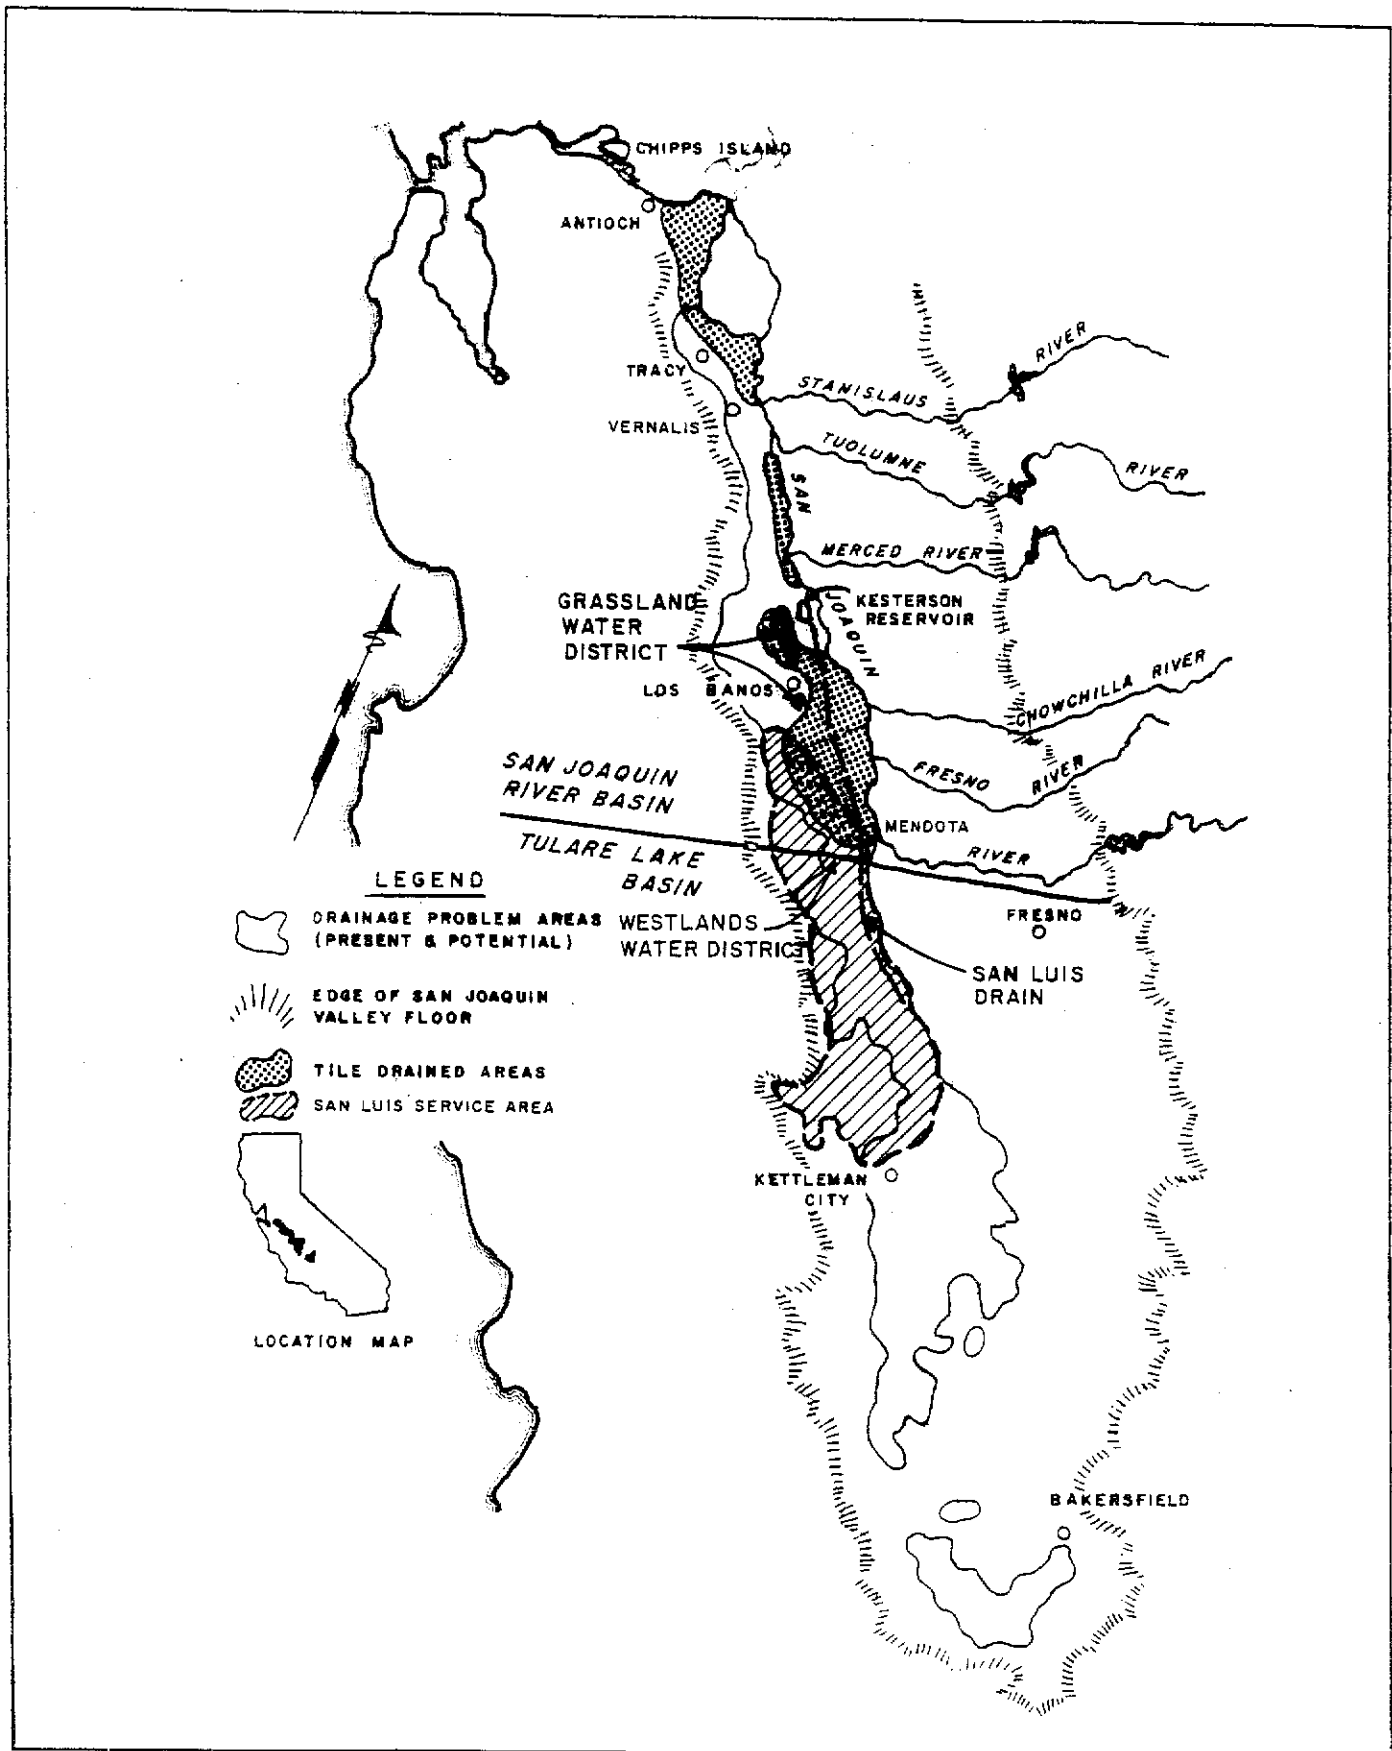 CHIPPS ISLAND
ANTIOCH
TRACY
VERNALIS
STANISLAUS
RIVER
TUOLUMNE
RIVER
SAN
JOAQUIN
MERCED RIVER
KESTERSON
RESERVOIR
GRASSLAND
WATER
DISTRICT
LOS BANOS
CHOWCHILLA RIVER
FRESNO
RIVER
SAN JOAQUIN
RIVER BASIN
MENDOTA
RIVER
TULARE LAKE
BASIN
FRESNO
WESTLANDS
WATER DISTRICT
SAN LUIS
DRAIN
LEGEND
DRAINAGE PROBLEM AREAS
(PRESENT & POTENTIAL)
EDGE OF SAN JOAQUIN
VALLEY FLOOR
TILE DRAINED AREAS
SAN LUIS SERVICE AREA
LOCATION MAP
KETTLEMAN
CITY
BAKERSFIELD